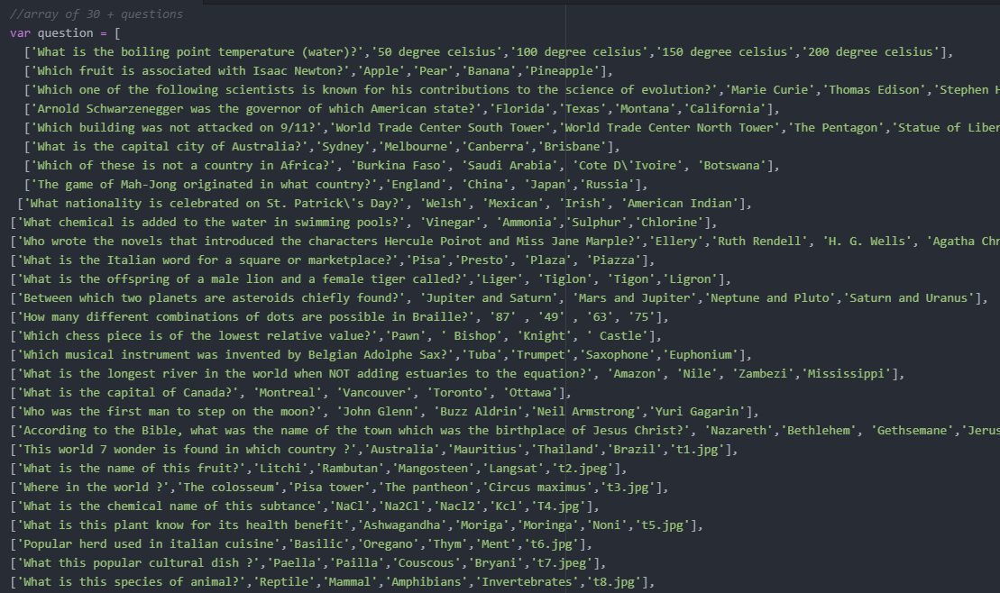 //array of 30 + questions
var question = [
['What is the boiling point temperature (water)?','50 degree celsius','100 degree celsius','150 degree celsius','200 degree celsius'],
['Which fruit is associated with Isaac Newton?','Apple','Pear','Banana','Pineapple'],
['Which one of the following scientists is known for his contributions to the science of evolution?','Marie Curie','Thomas Edison','Stephen H
['Arnold Schwarzenegger was the governor of which American state?','Florida','Texas','Montana','California'],
['Which building was not attacked on 9/11?','World Trade Center South Tower','World Trade Center North Tower','The Pentagon','Statue of Liber
['What is the capital city of Australia?','Sydney','Melbourne','Canberra','Brisbane'],
['Which of these is not a country in Africa?', 'Burkina Faso', 'Saudi Arabia', 'Cote D\'Ivoire', 'Botswana'],
['The game of Mah-Jong originated in what country?','England', 'China', 'Japan','Russia'],
['What nationality is celebrated on St. Patrick\'s Day?', 'Welsh', 'Mexican', 'Irish', 'American Indian'],
['What chemical is added to the water in swimming pools?', 'Vinegar', 'Ammonia','Sulphur','Chlorine'],
['Who wrote the novels that introduced the characters Hercule Poirot and Miss Jane Marple?','Ellery','Ruth Rendell', 'H. G. Wells', 'Agatha Chr
['What is the Italian word for a square or marketplace?','Pisa','Presto', 'Plaza', 'Piazza'],
['What is the offspring of a male lion and a female tiger called?','Liger', 'Tiglon', 'Tigon','Ligron'],
['Between which two planets are asteroids chiefly found?', 'Jupiter and Saturn', 'Mars and Jupiter','Neptune and Pluto','Saturn and Uranus'],
['How many different combinations of dots are possible in Braille?', '87' , '49' , '63', '75'],
['Which chess piece is of the lowest relative value?','Pawn', ' Bishop', 'Knight', ' Castle'],
['Which musical instrument was invented by Belgian Adolphe Sax?','Tuba','Trumpet','Saxophone','Euphonium'],
['What is the longest river in the world when NOT adding estuaries to the equation?', 'Amazon', 'Nile', 'Zambezi','Mississippi'],
['What is the capital of Canada?', 'Montreal', 'Vancouver', 'Toronto', 'Ottawa'],
['Who was the first man to step on the moon?', 'John Glenn', 'Buzz Aldrin','Neil Armstrong','Yuri Gagarin'],
['According to the Bible, what was the name of the town which was the birthplace of Jesus Christ?', 'Nazareth','Bethlehem', 'Gethsemane','Jerus
['This world 7 wonder is found in which country ?','Australia','Mauritius','Thailand','Brazil','t1.jpg'],
['What is the name of this fruit?','Litchi','Rambutan','Mangosteen','Langsat','t2.jpeg'],
['Where in the world ?','The colosseum','Pisa tower','The pantheon','Circus maximus','t3.jpg'],
['What is the chemical name of this subtance','NaCl','Na2Cl','Nacl2','Kcl','T4.jpg'],
['What is this plant know for its health benefit','Ashwagandha','Moriga','Moringa','Noni','t5.jpg'],
['Popular herd used in italian cuisine','Basilic','Oregano','Thym','Ment','t6.jpg'],
['What this popular cultural dish ?','Paella','Pailla','Couscous','Bryani','t7.jpeg'],
['What is this species of animal?','Reptile','Mammal','Amphibians','Invertebrates','t8.jpg'],